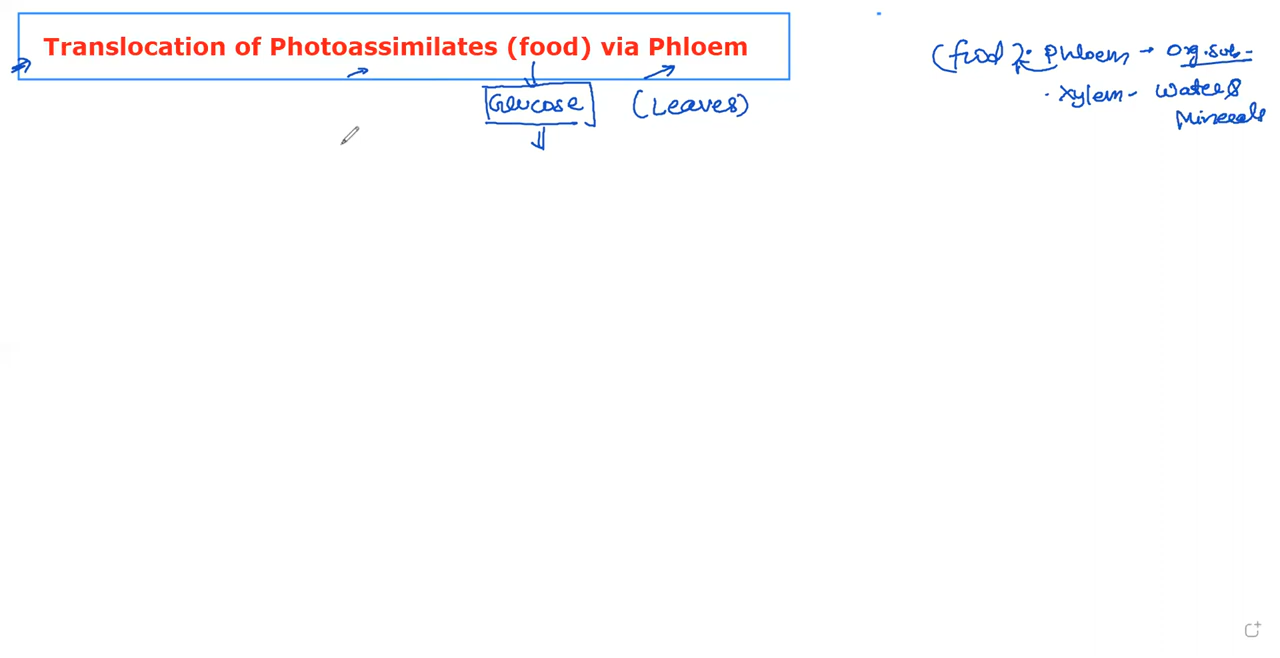 Translocation of Photoassimilates (food) via Phloem
Glucose (Leaves)
(food) : Phloem → Org. sub -
· Xylem - Water &
Minerals